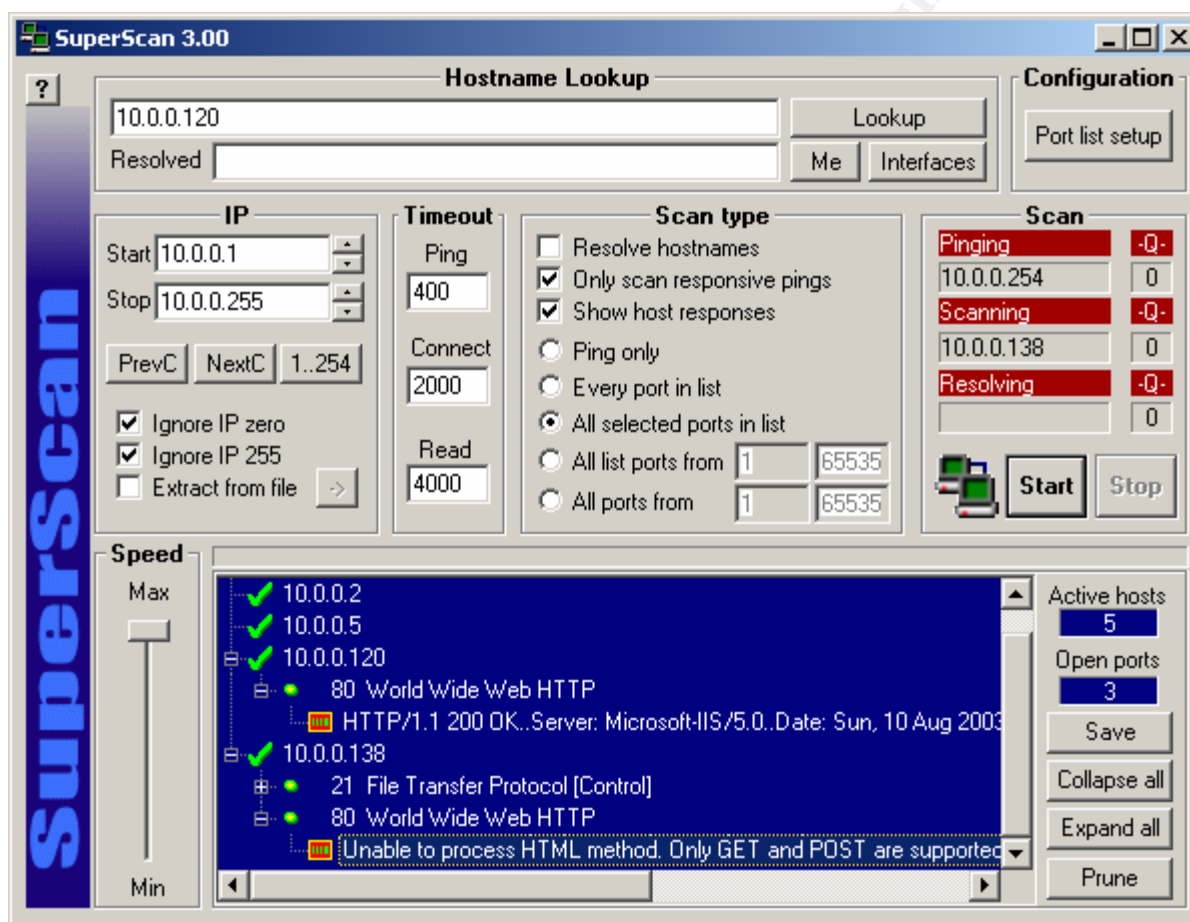 SuperScan 3.00
?
SuperScan
Hostname Lookup
10.0.0.120
Lookup
Resolved
Me
Interfaces
Configuration
Port list setup
IP
Start 10.0.0.1
Stop 10.0.0.255
PrevC
NextC
1..254
Ignore IP zero
Ignore IP 255
Extract from file
->
Timeout
Ping
400
Connect
2000
Read
4000
Scan type
Resolve hostnames
Only scan responsive pings
Show host responses
Ping only
Every port in list
All selected ports in list
All list ports from 1 65535
All ports from 1 65535
Scan
Pinging -Q-
10.0.0.254 0
Scanning -Q-
10.0.0.138 0
Resolving -Q-
0
Start
Stop
Speed
Max
Min
10.0.0.2
10.0.0.5
10.0.0.120
80 World Wide Web HTTP
HTTP/1.1 200 OK..Server: Microsoft-IIS/5.0..Date: Sun, 10 Aug 2003
10.0.0.138
21 File Transfer Protocol [Control]
80 World Wide Web HTTP
Unable to process HTML method. Only GET and POST are supported
Active hosts
5
Open ports
3
Save
Collapse all
Expand all
Prune